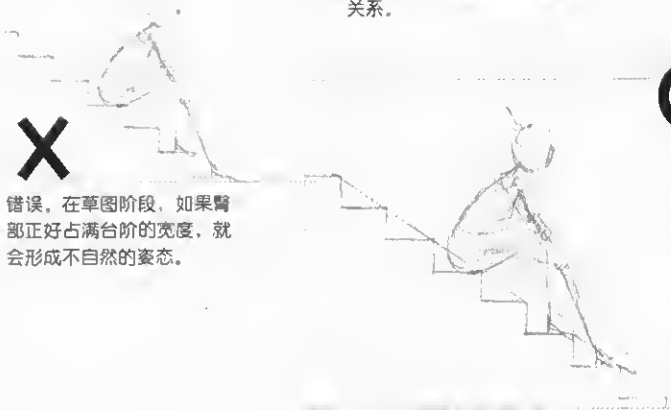 关系。
错误。在草图阶段，如果臀
部正好占满台阶的宽度，就
会形成不自然的姿态。